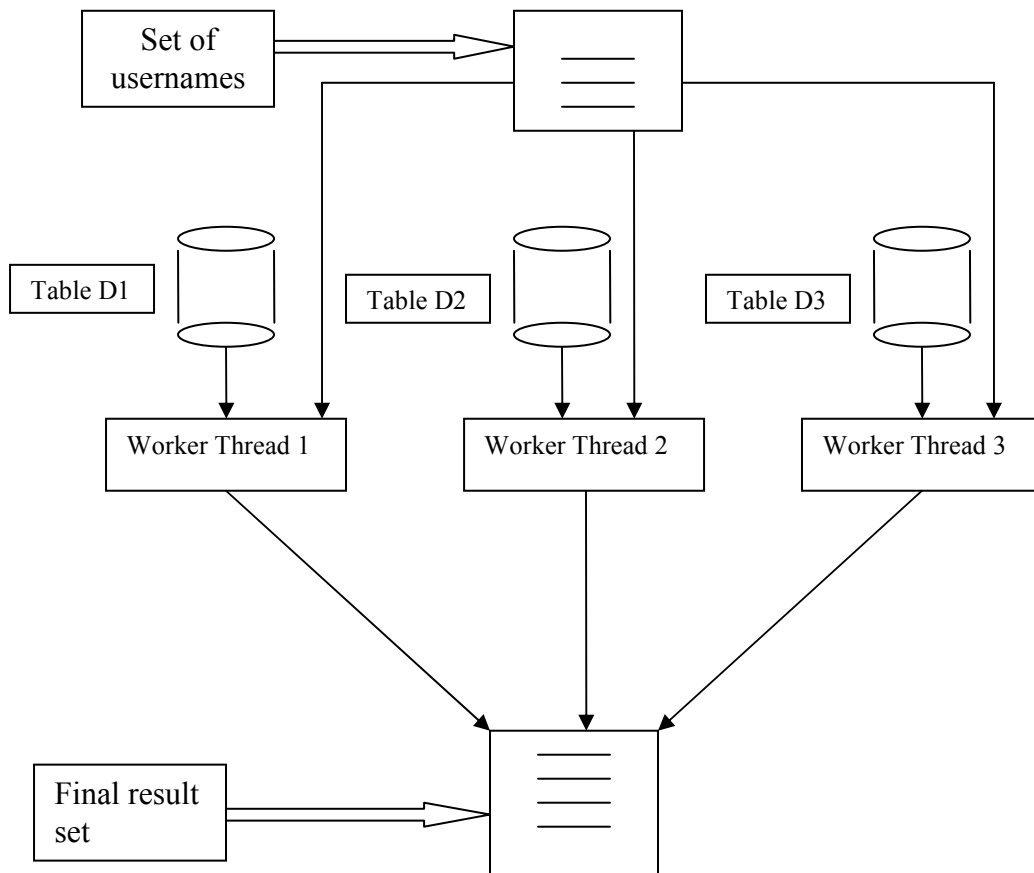 Set of
usernames
Table D1
Table D2
Table D3
Worker Thread 1
Worker Thread 2
Worker Thread 3
Final result
set